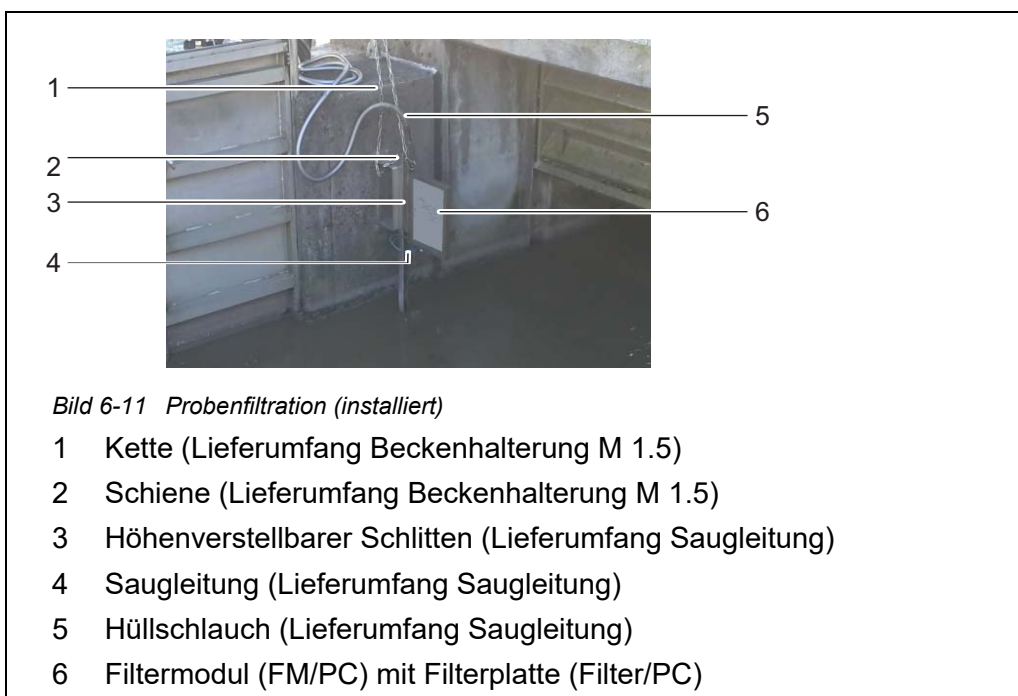 1
2
3
4
5
6
Bild 6-11 Probenfiltration (installiert)
1 Kette (Lieferumfang Beckenhalterung M 1.5)
2 Schiene (Lieferumfang Beckenhalterung M 1.5)
3 Höhenverstellbarer Schlitten (Lieferumfang Saugleitung)
4 Saugleitung (Lieferumfang Saugleitung)
5 Hüllschlauch (Lieferumfang Saugleitung)
6 Filtermodul (FM/PC) mit Filterplatte (Filter/PC)